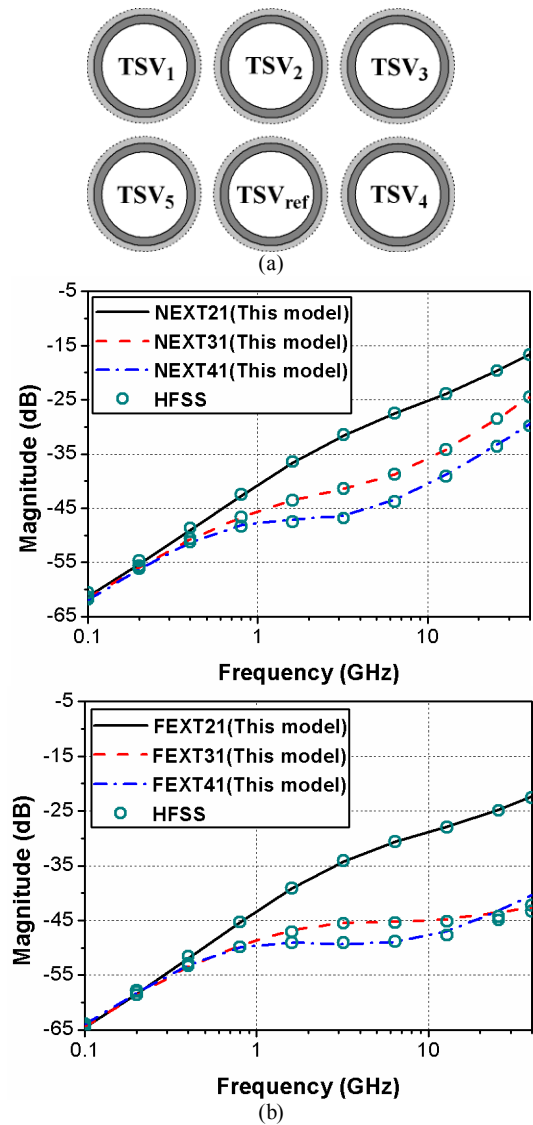 TSV1 TSV2 TSV3
TSV5 TSVref TSV4
(a)
-5
-15
-25
-35
-45
-55
-65
Magnitude (dB)
NEXT21(This model)
NEXT31(This model)
NEXT41(This model)
HFSS
0.1 1 10
Frequency (GHz)
-5
-15
-25
-35
-45
-55
-65
Magnitude (dB)
FEXT21(This model)
FEXT31(This model)
FEXT41(This model)
HFSS
0.1 1 10
Frequency (GHz)
(b)